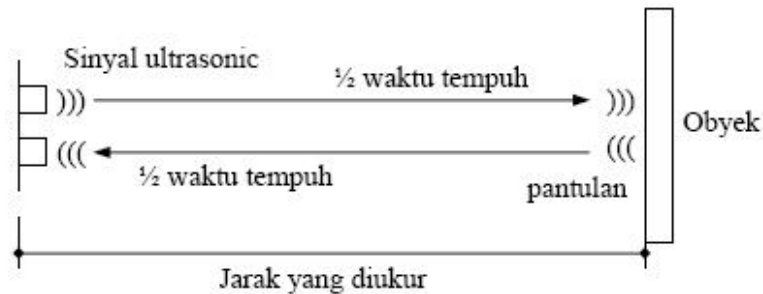 Sinyal ultrasonic
½ waktu tempuh
))) )))
Obyek
((( (((
½ waktu tempuh
pantulan
Jarak yang diukur